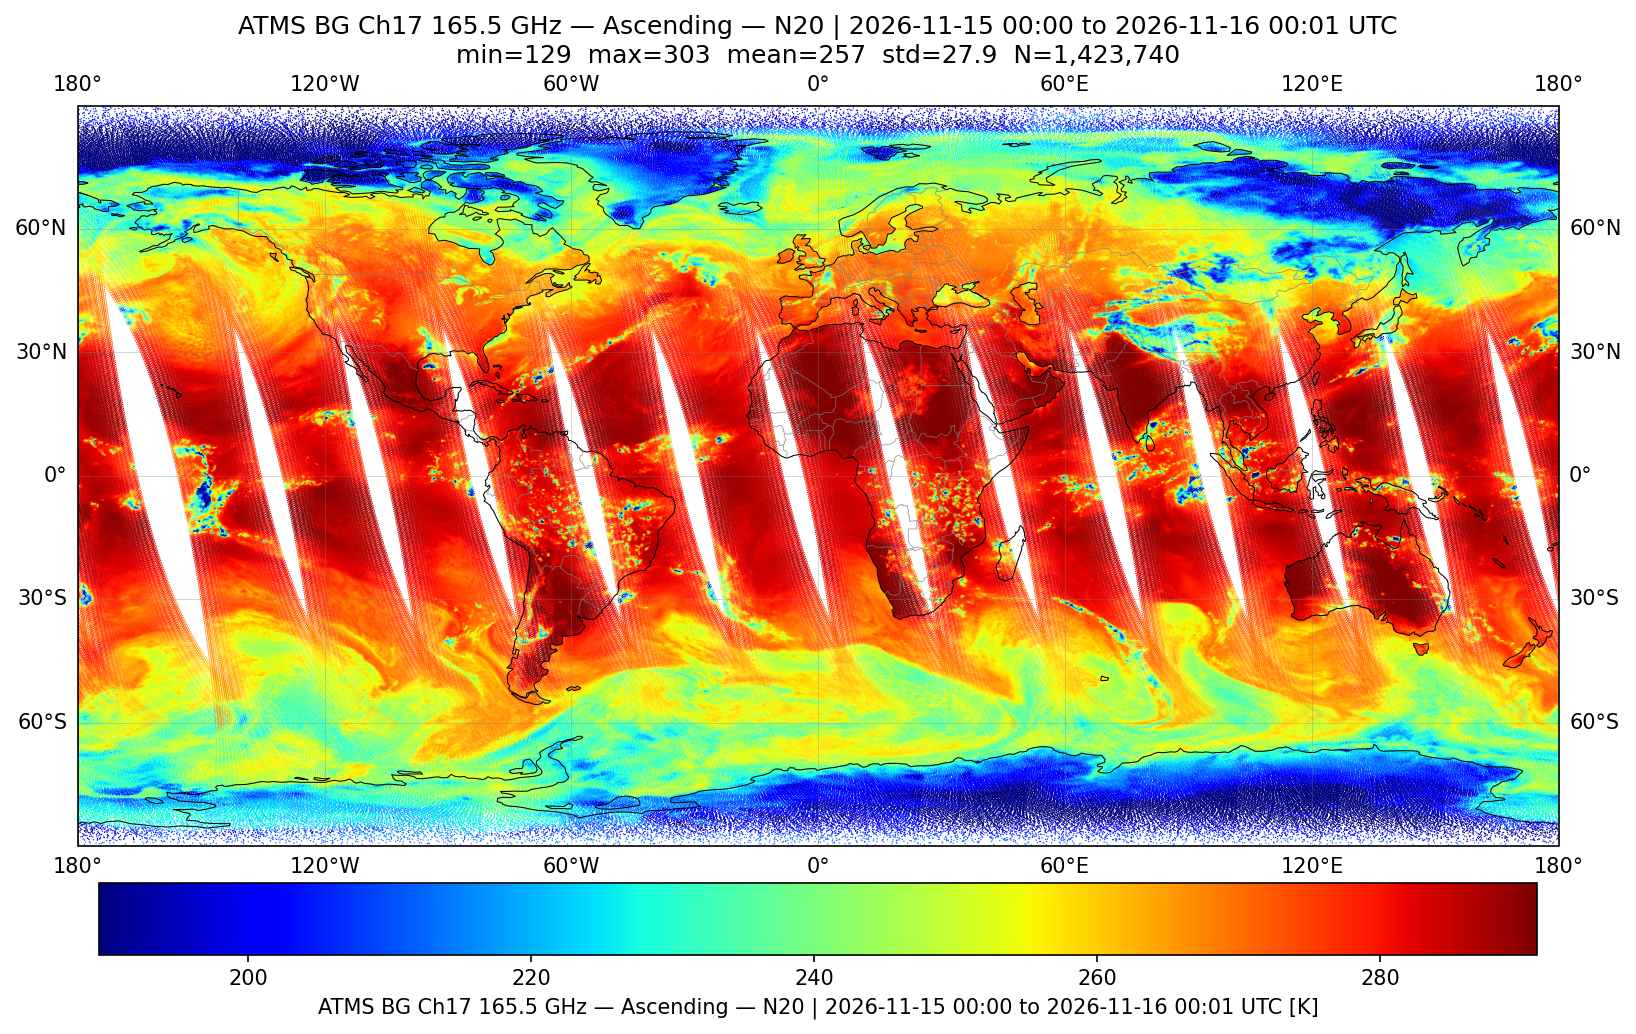 ATMS BG Ch17 165.5 GHz — Ascending — N20 | 2026-11-15 00:00 to 2026-11-16 00:01 UTC
min=129  max=303  mean=257  std=27.9  N=1,423,740
180° 120°W 60°W 0° 60°E 120°E 180°
60°N 60°N
30°N 30°N
0° 0°
30°S 30°S
60°S 60°S
180° 120°W 60°W 0° 60°E 120°E 180°
200 220 240 260 280
ATMS BG Ch17 165.5 GHz — Ascending — N20 | 2026-11-15 00:00 to 2026-11-16 00:01 UTC [K]